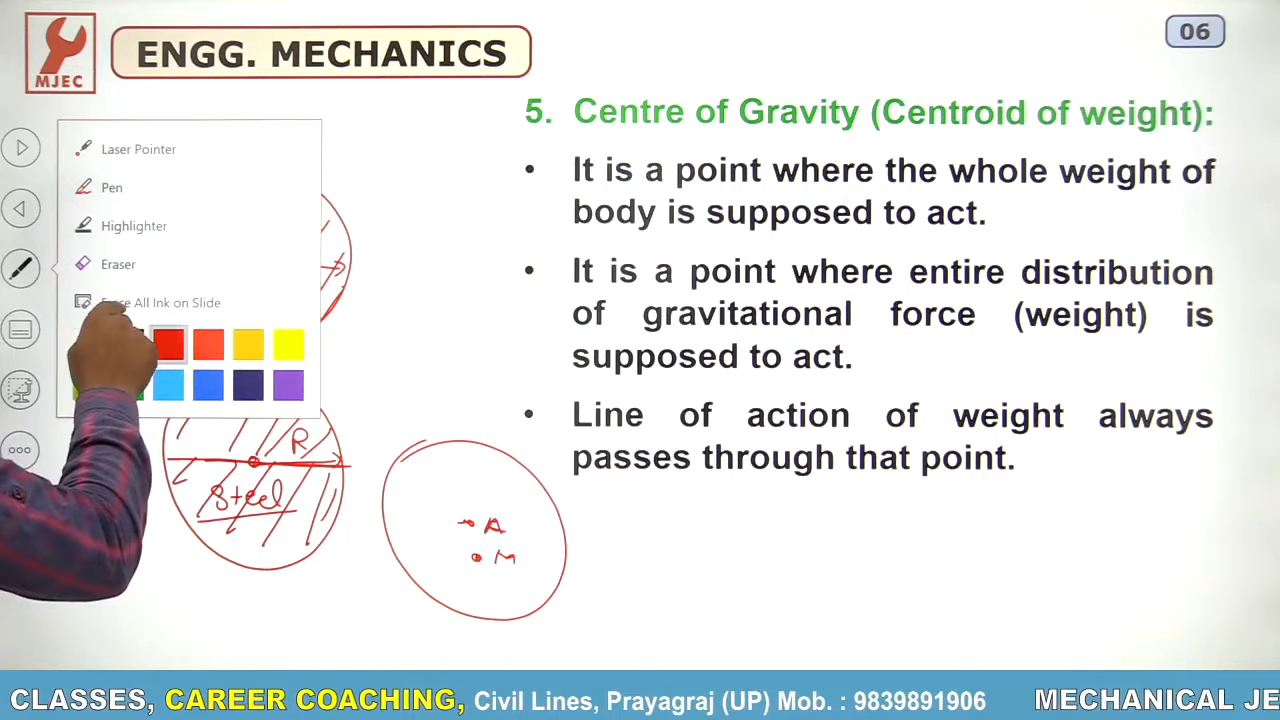 MJEC
ENGG. MECHANICS
06
5. Centre of Gravity (Centroid of weight):
• It is a point where the whole weight of
body is supposed to act.
• It is a point where entire distribution
of gravitational force (weight) is
supposed to act.
• Line of action of weight always
passes through that point.
Laser Pointer
Pen
Highlighter
Eraser
All Ink on Slide
R
Steel
A
M
CLASSES, CAREER COACHING, Civil Lines, Prayagraj (UP) Mob. : 9839891906 MECHANICAL JE